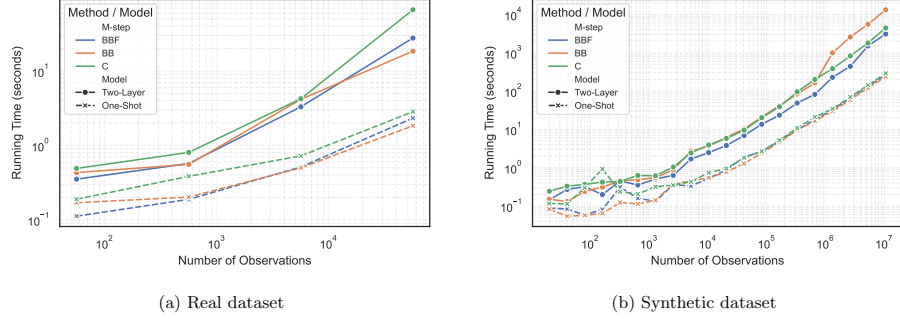 Method / Model
M-step
BBF
BB
C
Model
Two-Layer
One-Shot
Running Time (seconds)
10^1
10^0
10^-1
10^2
10^3
10^4
Number of Observations
(a) Real dataset
Method / Model
M-step
BBF
BB
C
Model
Two-Layer
One-Shot
Running Time (seconds)
10^4
10^3
10^2
10^1
10^0
10^-1
10^2
10^3
10^4
10^5
10^6
10^7
Number of Observations
(b) Synthetic dataset